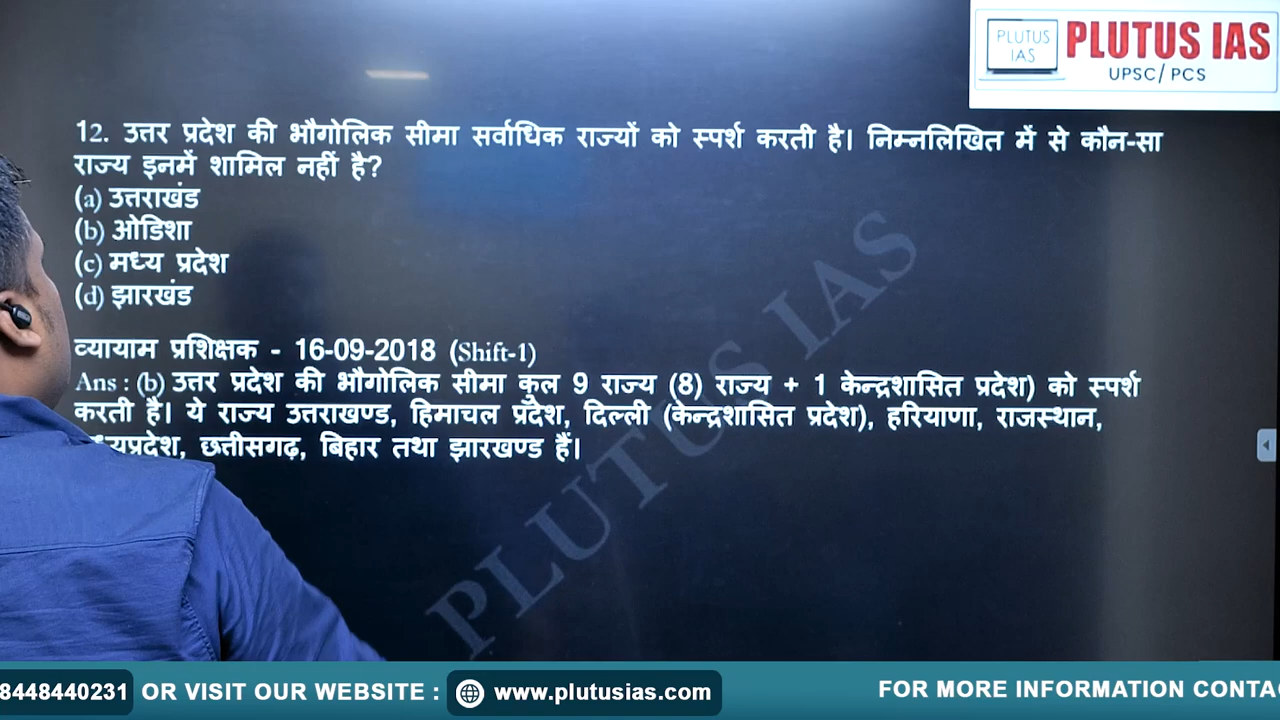 PLUTUS IAS
PLUTUS IAS
UPSC/ PCS
12. उत्तर प्रदेश की भौगोलिक सीमा सर्वाधिक राज्यों को स्पर्श करती है। निम्नलिखित में से कौन-सा
राज्य इनमें शामिल नहीं है?
(a) उत्तराखंड
(b) ओडिशा
(c) मध्य प्रदेश
(d) झारखंड
व्यायाम प्रशिक्षक - 16-09-2018 (Shift-1)
Ans : (b) उत्तर प्रदेश की भौगोलिक सीमा कुल 9 राज्य (8) राज्य + 1 केन्द्रशासित प्रदेश) को स्पर्श
करती है। ये राज्य उत्तराखण्ड, हिमाचल प्रदेश, दिल्ली (केन्द्रशासित प्रदेश), हरियाणा, राजस्थान,
्यप्रदेश, छत्तीसगढ़, बिहार तथा झारखण्ड हैं।
PLUTUS IAS
8448440231 OR VISIT OUR WEBSITE : www.plutusias.com FOR MORE INFORMATION CONTA